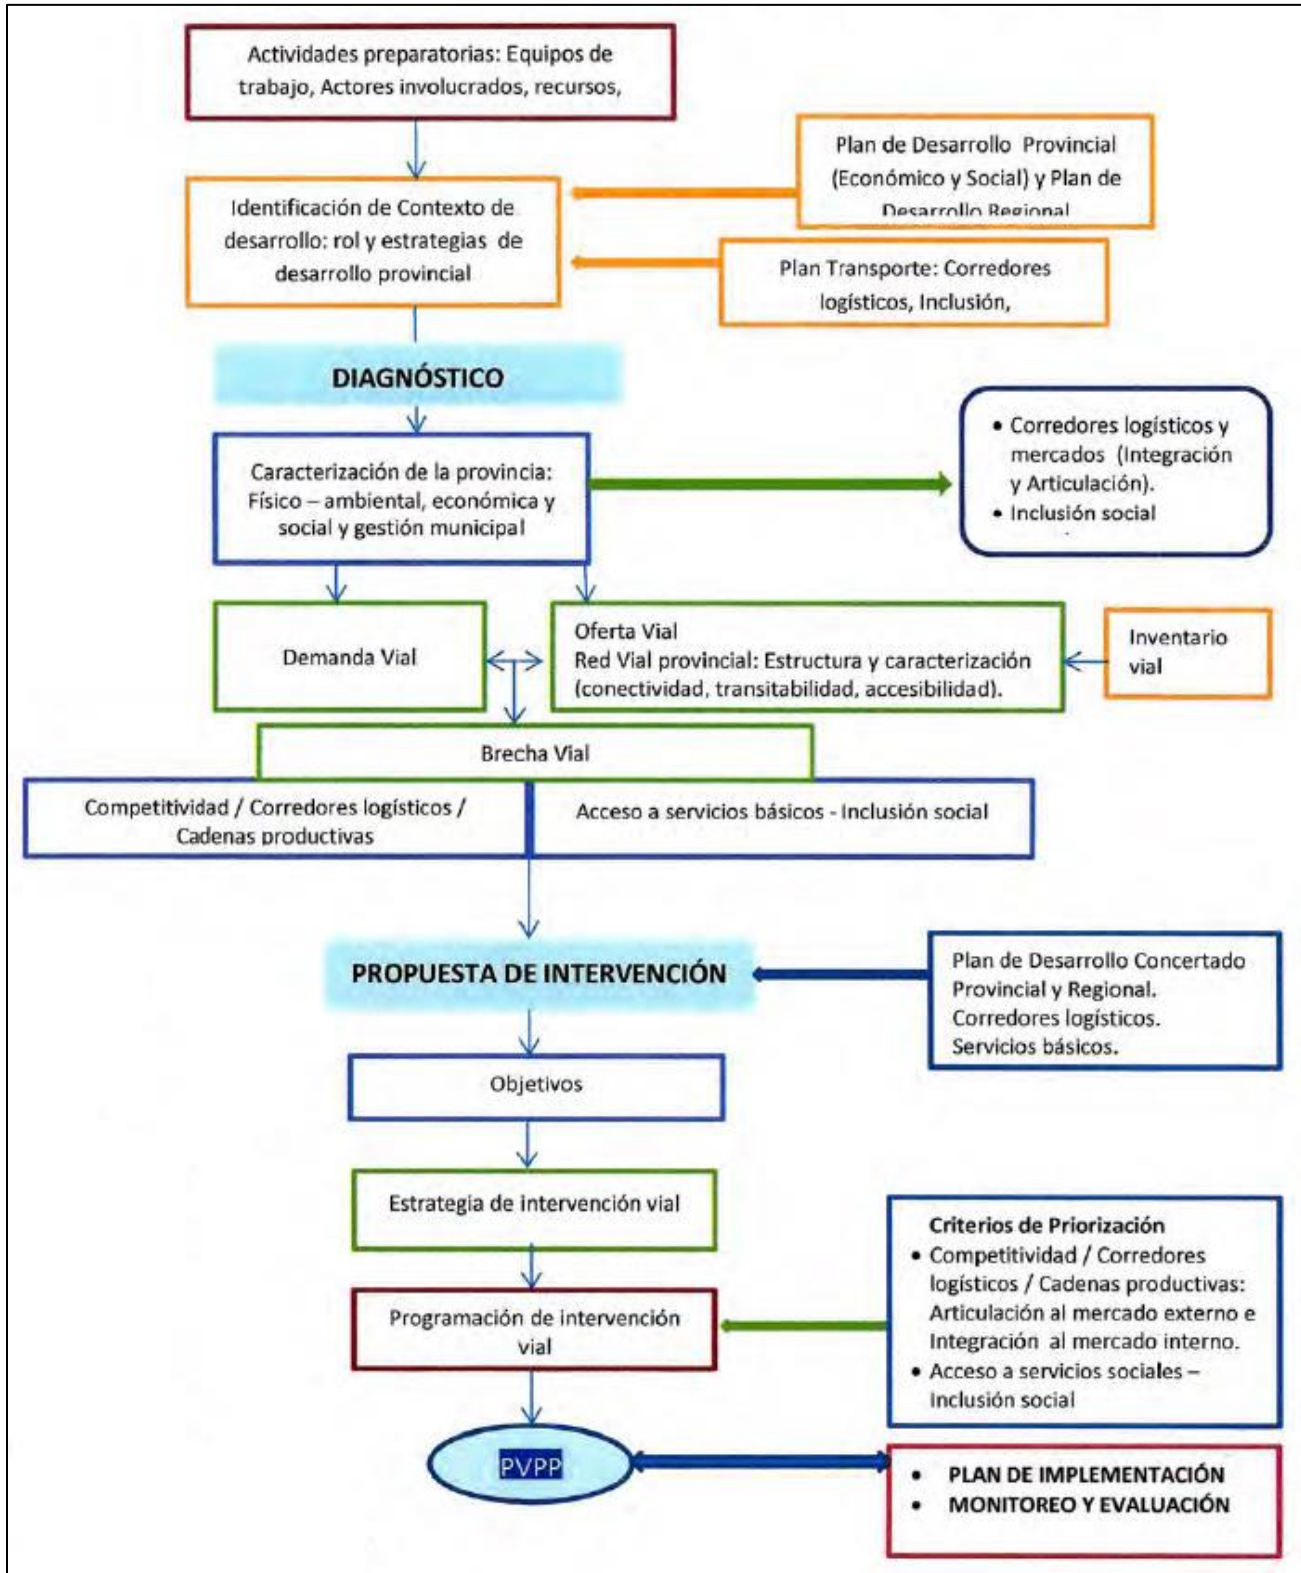 Actividades preparatorias: Equipos de
trabajo, Actores involucrados, recursos,
Plan de Desarrollo Provincial
(Económico y Social) y Plan de
Desarrollo Regional
Identificación de Contexto de
desarrollo: rol y estrategias de
desarrollo provincial
Plan Transporte: Corredores
logísticos, Inclusión,
DIAGNÓSTICO
Caracterización de la provincia:
Físico – ambiental, económica y
social y gestión municipal
• Corredores logísticos y
mercados (Integración
y Articulación).
• Inclusión social
Demanda Vial
Oferta Vial
Red Vial provincial: Estructura y caracterización
(conectividad, transitabilidad, accesibilidad).
Inventario
vial
Brecha Vial
Competitividad / Corredores logísticos /
Cadenas productivas
Acceso a servicios básicos - Inclusión social
PROPUESTA DE INTERVENCIÓN
Plan de Desarrollo Concertado
Provincial y Regional.
Corredores logísticos.
Servicios básicos.
Objetivos
Estrategia de intervención vial
Programación de intervención
vial
Criterios de Priorización
• Competitividad / Corredores
logísticos / Cadenas productivas:
Articulación al mercado externo e
Integración al mercado interno.
• Acceso a servicios sociales –
Inclusión social
PVPP
• PLAN DE IMPLEMENTACIÓN
• MONITOREO Y EVALUACIÓN